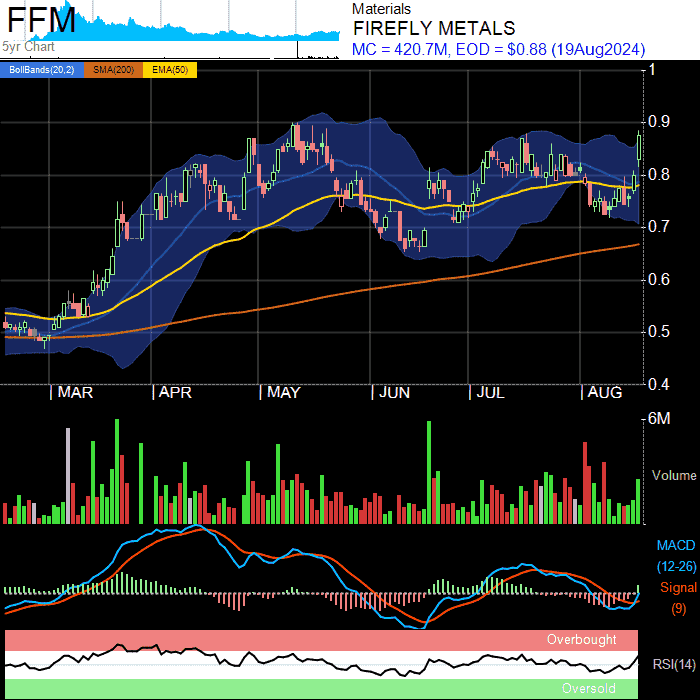 FFM
5yr Chart
Materials
FIREFLY METALS
MC = 420.7M, EOD = $0.88 (19Aug2024)
BollBands(20,2) SMA(200) EMA(50)
1
0.9
0.8
0.7
0.6
0.5
0.4
MAR APR MAY JUN JUL AUG
6M
Volume
MACD
(12-26)
Signal
(9)
Overbought
RSI(14)
Oversold